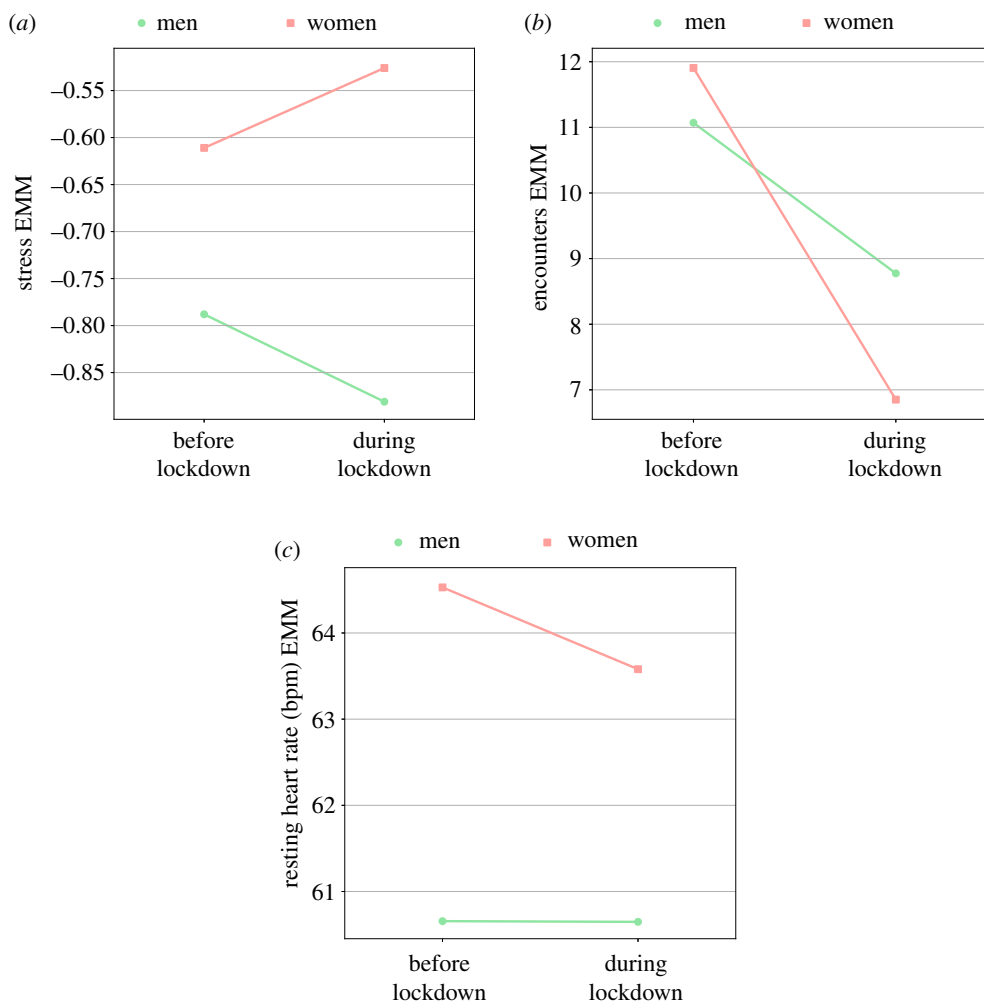 (a)
men
women
stress EMM
–0.55
–0.60
–0.65
–0.70
–0.75
–0.80
–0.85
before
lockdown
during
lockdown
(b)
men
women
encounters EMM
12
11
10
9
8
7
before
lockdown
during
lockdown
(c)
men
women
resting heart rate (bpm) EMM
64
63
62
61
before
lockdown
during
lockdown